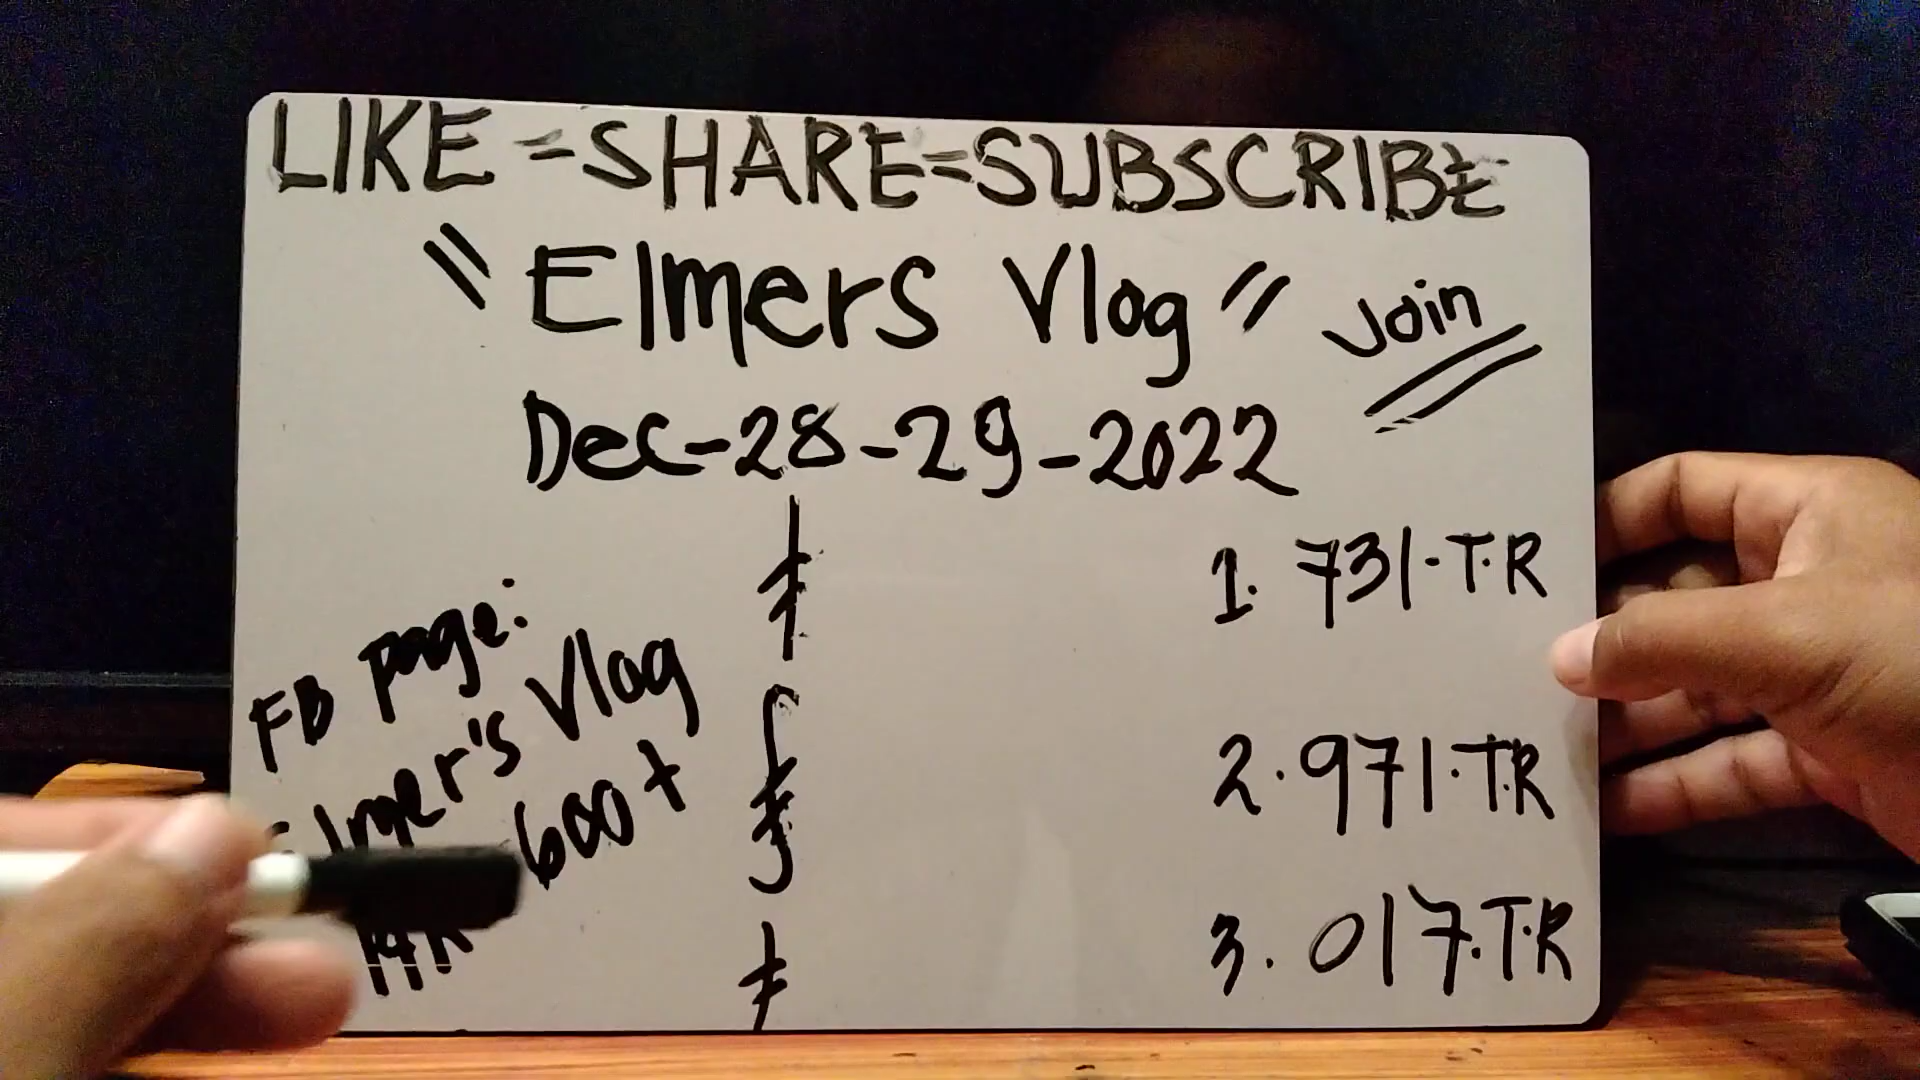 LIKE=SHARE=SUBSCRIBE
"Elmers Vlog"
Join
Dec-28-29-2022
FB page:
Elmer's Vlog
600+
1. 731-T.R
2. 971.T.R
3. 017.T.R